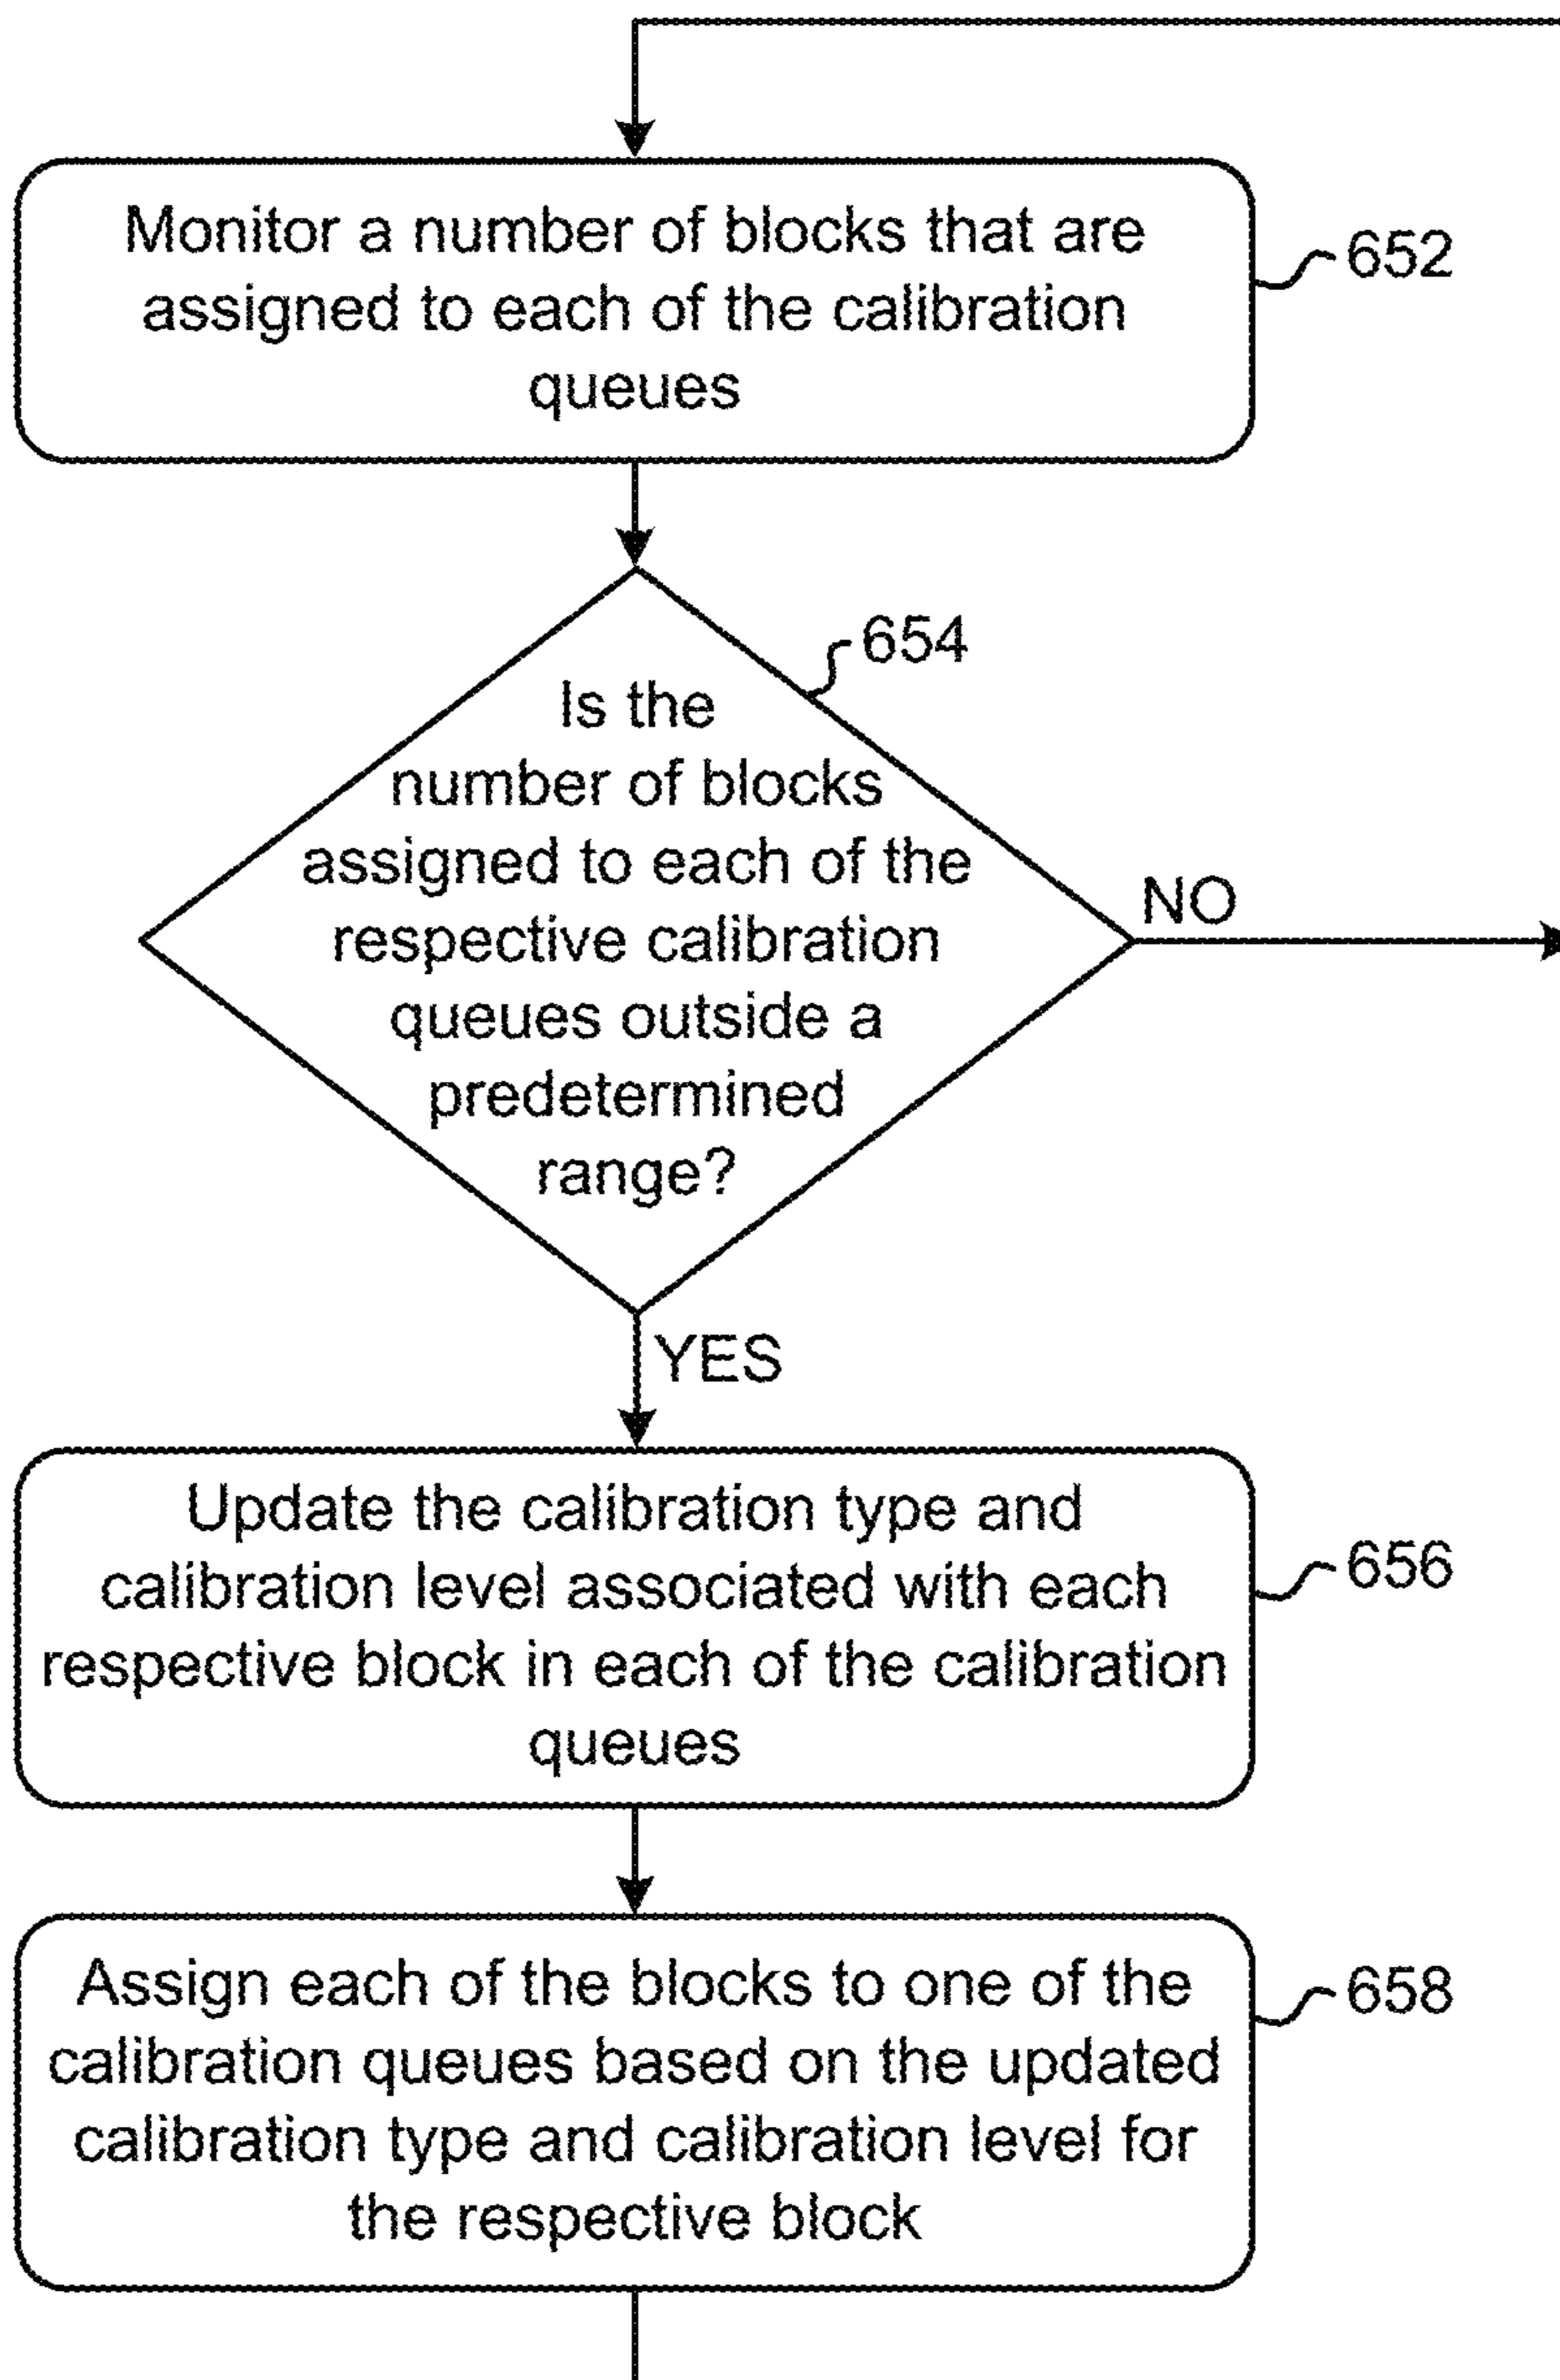 Monitor a number of blocks that are
assigned to each of the calibration
queues
652
654
Is the
number of blocks
assigned to each of the
respective calibration
queues outside a
predetermined
range?
NO
YES
Update the calibration type and
calibration level associated with each
respective block in each of the calibration
queues
656
Assign each of the blocks to one of the
calibration queues based on the updated
calibration type and calibration level for
the respective block
658